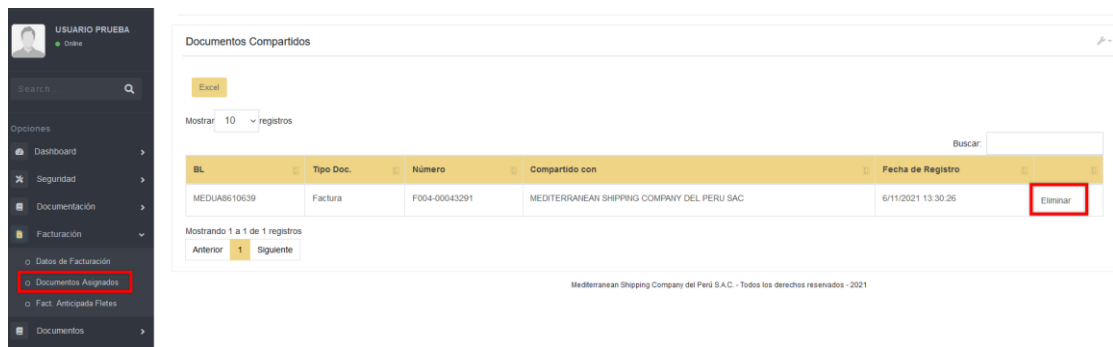 USUARIO PRUEBA
Online
Search...
Opciones
Dashboard
Seguridad
Documentación
Facturación
Datos de Facturación
Documentos Asignados
Fact. Anticipada Fletes
Documentos
Documentos Compartidos
Excel
Mostrar 10 registros
Buscar:
BL Tipo Doc. Número Compartido con Fecha de Registro
MEDUA8610639 Factura F004-00043291 MEDITERRANEAN SHIPPING COMPANY DEL PERU SAC 6/11/2021 13:30:26 Eliminar
Mostrando 1 a 1 de 1 registros
Anterior 1 Siguiente
Mediterranean Shipping Company del Perú S.A.C. - Todos los derechos reservados - 2021